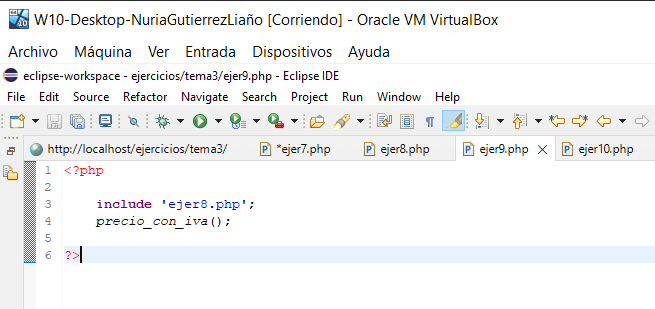 W10-Desktop-NuriaGutierrezLiaño [Corriendo] - Oracle VM VirtualBox
Archivo Máquina Ver Entrada Dispositivos Ayuda
eclipse-workspace - ejercicios/tema3/ejer9.php - Eclipse IDE
File Edit Source Refactor Navigate Search Project Run Window Help
http://localhost/ejercicios/tema3/ *ejer7.php ejer8.php ejer9.php ejer10.php
1 <?php
2
3 include 'ejer8.php';
4 precio_con_iva();
5
6 ?>